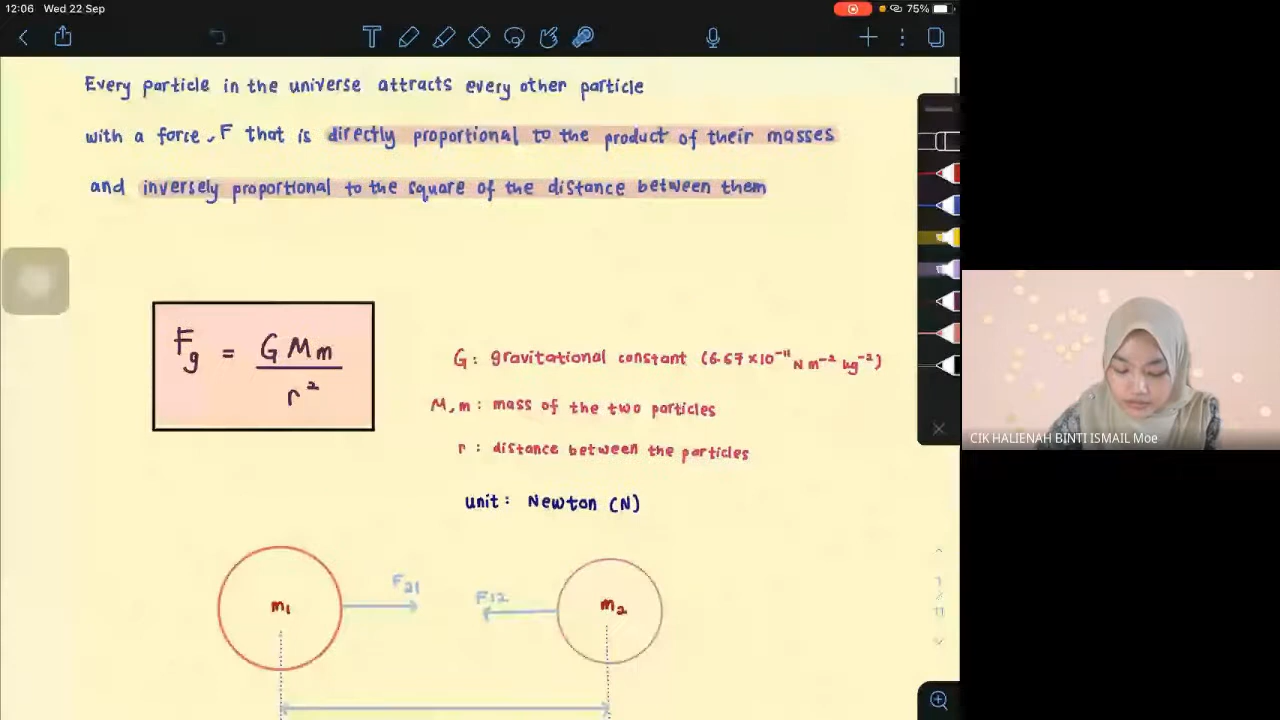 12:06 Wed 22 Sep
75%
Every particle in the universe attracts every other particle
with a force, F that is directly proportional to the product of their masses
and inversely proportional to the square of the distance between them
Fg = GMm / r²
G: gravitational constant (6.67 × 10⁻¹¹ N m⁻² kg⁻²)
M, m: mass of the two particles
r: distance between the particles
unit: Newton (N)
m₁
F₂₁
F₁₂
m₂
CIK HALIENAH BINTI ISMAIL Moe